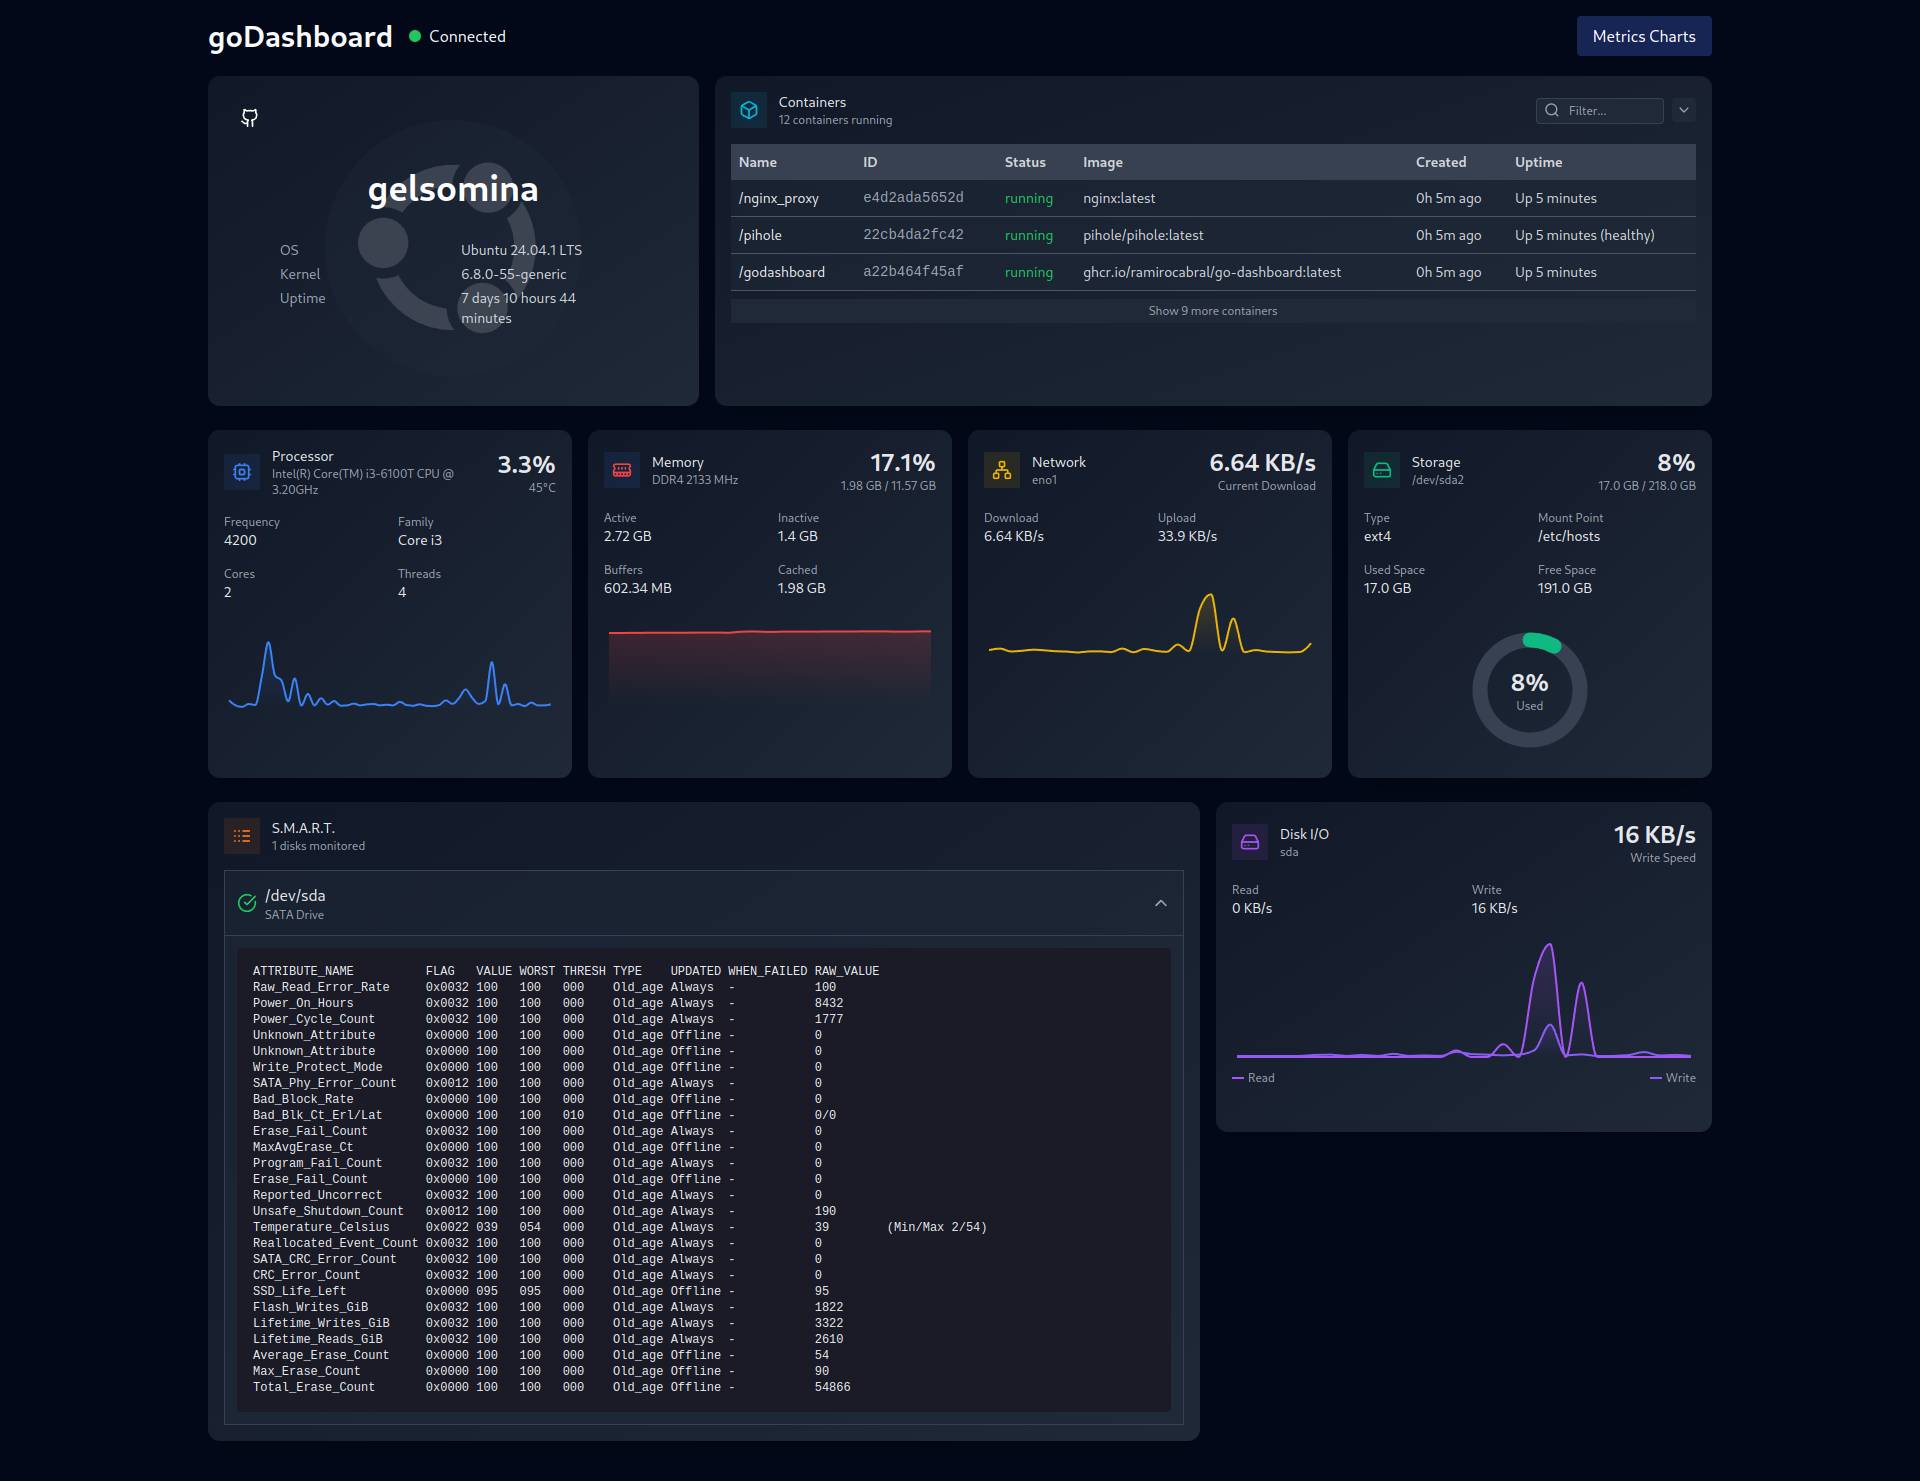 goDashboard
Connected
Metrics Charts
gelsomina
OS Ubuntu 24.04.1 LTS
Kernel 6.8.0-55-generic
Uptime 7 days 10 hours 44
minutes
Containers
12 containers running
Filter...
Name ID Status Image Created Uptime
/nginx_proxy e4d2ada5652d running nginx:latest 0h 5m ago Up 5 minutes
/pihole 22cb4da2fc42 running pihole/pihole:latest 0h 5m ago Up 5 minutes (healthy)
/godashboard a22b464f45af running ghcr.io/ramirocabral/go-dashboard:latest 0h 5m ago Up 5 minutes
Show 9 more containers
Processor
Intel(R) Core(TM) i3-6100T CPU @
3.20GHz
3.3%
45°C
Frequency Family
4200 Core i3
Cores Threads
2 4
Memory
DDR4 2133 MHz
17.1%
1.98 GB / 11.57 GB
Active Inactive
2.72 GB 1.4 GB
Buffers Cached
602.34 MB 1.98 GB
Network
eno1
6.64 KB/s
Current Download
Download Upload
6.64 KB/s 33.9 KB/s
Storage
/dev/sda2
8%
17.0 GB / 218.0 GB
Type Mount Point
ext4 /etc/hosts
Used Space Free Space
17.0 GB 191.0 GB
8%
Used
S.M.A.R.T.
1 disks monitored
/dev/sda
SATA Drive
ATTRIBUTE_NAME FLAG VALUE WORST THRESH TYPE UPDATED WHEN_FAILED RAW_VALUE
Raw_Read_Error_Rate 0x0032 100 100 000 Old_age Always - 100
Power_On_Hours 0x0032 100 100 000 Old_age Always - 8432
Power_Cycle_Count 0x0032 100 100 000 Old_age Always - 1777
Unknown_Attribute 0x0000 100 100 000 Old_age Offline - 0
Unknown_Attribute 0x0000 100 100 000 Old_age Offline - 0
Write_Protect_Mode 0x0000 100 100 000 Old_age Offline - 0
SATA_Phy_Error_Count 0x0012 100 100 000 Old_age Always - 0
Bad_Block_Rate 0x0000 100 100 000 Old_age Offline - 0
Bad_Blk_Ct_Erl/Lat 0x0000 100 100 010 Old_age Offline - 0/0
Erase_Fail_Count 0x0032 100 100 000 Old_age Always - 0
MaxAvgErase_Ct 0x0000 100 100 000 Old_age Offline - 0
Program_Fail_Count 0x0032 100 100 000 Old_age Always - 0
Erase_Fail_Count 0x0000 100 100 000 Old_age Offline - 0
Reported_Uncorrect 0x0032 100 100 000 Old_age Always - 0
Unsafe_Shutdown_Count 0x0012 100 100 000 Old_age Always - 190
Temperature_Celsius 0x0022 039 054 000 Old_age Always - 39 (Min/Max 2/54)
Reallocated_Event_Count 0x0032 100 100 000 Old_age Always - 0
SATA_CRC_Error_Count 0x0032 100 100 000 Old_age Always - 0
CRC_Error_Count 0x0032 100 100 000 Old_age Always - 0
SSD_Life_Left 0x0000 095 095 000 Old_age Offline - 95
Flash_Writes_GiB 0x0032 100 100 000 Old_age Always - 1822
Lifetime_Writes_GiB 0x0032 100 100 000 Old_age Always - 3322
Lifetime_Reads_GiB 0x0032 100 100 000 Old_age Always - 2610
Average_Erase_Count 0x0000 100 100 000 Old_age Offline - 54
Max_Erase_Count 0x0000 100 100 000 Old_age Offline - 90
Total_Erase_Count 0x0000 100 100 000 Old_age Offline - 54866
Disk I/O
sda
16 KB/s
Write Speed
Read Write
0 KB/s 16 KB/s
Read Write